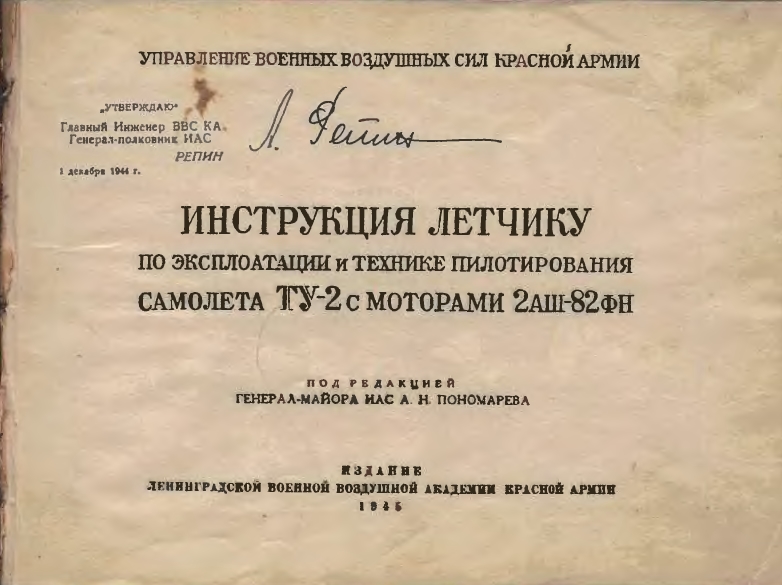 УПРАВЛЕНИЕ ВОЕННЫХ ВОЗДУШНЫХ СИЛ КРАСНОЙ АРМИИ
„УТВЕРЖДАЮ“
Главный Инженер ВВС КА
Генерал-полковник ИАС
РЕПИН
1 декабря 1944 г.
А. Репин
ИНСТРУКЦИЯ ЛЕТЧИКУ
ПО ЭКСПЛОАТАЦИИ и ТЕХНИКЕ ПИЛОТИРОВАНИЯ
САМОЛЕТА ТУ-2 С МОТОРАМИ 2АШ-82ФН
ПОД РЕДАКЦИЕЙ
ГЕНЕРАЛ-МАЙОРА ИАС А. Н. ПОНОМАРЕВА
ИЗДАНИЕ
ЛЕНИНГРАДСКОЙ ВОЕННОЙ ВОЗДУШНОЙ АКАДЕМИИ КРАСНОЙ АРМИИ
1945